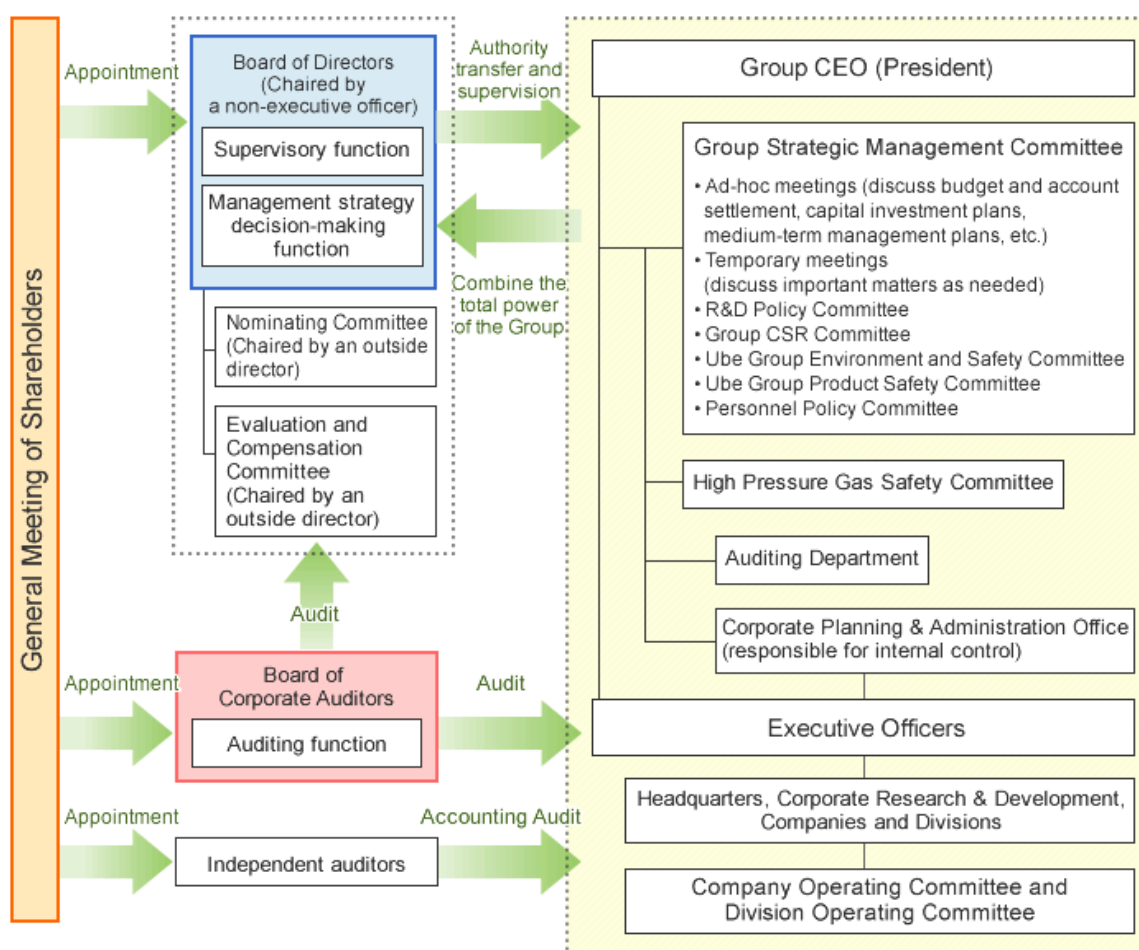 General Meeting of Shareholders
Appointment
Board of Directors
(Chaired by
a non-executive officer)
Supervisory function
Management strategy
decision-making
function
Nominating Committee
(Chaired by an outside
director)
Evaluation and
Compensation
Committee
(Chaired by an
outside director)
Authority
transfer and
supervision
Combine the
total power
of the Group
Audit
Appointment
Board of
Corporate Auditors
Auditing function
Audit
Appointment
Independent auditors
Accounting Audit
Group CEO (President)
Group Strategic Management Committee
• Ad-hoc meetings (discuss budget and account
settlement, capital investment plans,
medium-term management plans, etc.)
• Temporary meetings
(discuss important matters as needed)
• R&D Policy Committee
• Group CSR Committee
• Ube Group Environment and Safety Committee
• Ube Group Product Safety Committee
• Personnel Policy Committee
High Pressure Gas Safety Committee
Auditing Department
Corporate Planning & Administration Office
(responsible for internal control)
Executive Officers
Headquarters, Corporate Research & Development,
Companies and Divisions
Company Operating Committee and
Division Operating Committee